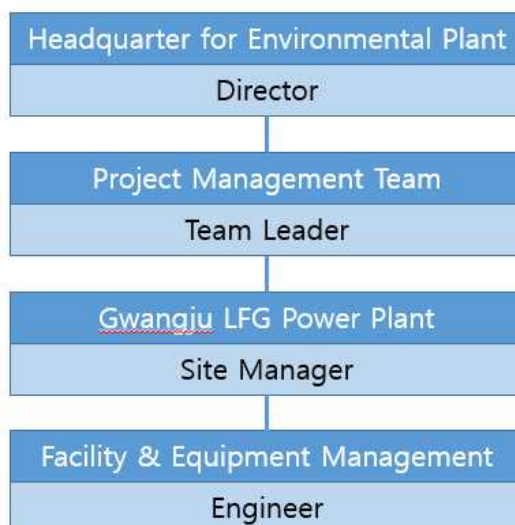 Headquarter for Environmental Plant
Director
Project Management Team
Team Leader
Gwangju LFG Power Plant
Site Manager
Facility & Equipment Management
Engineer